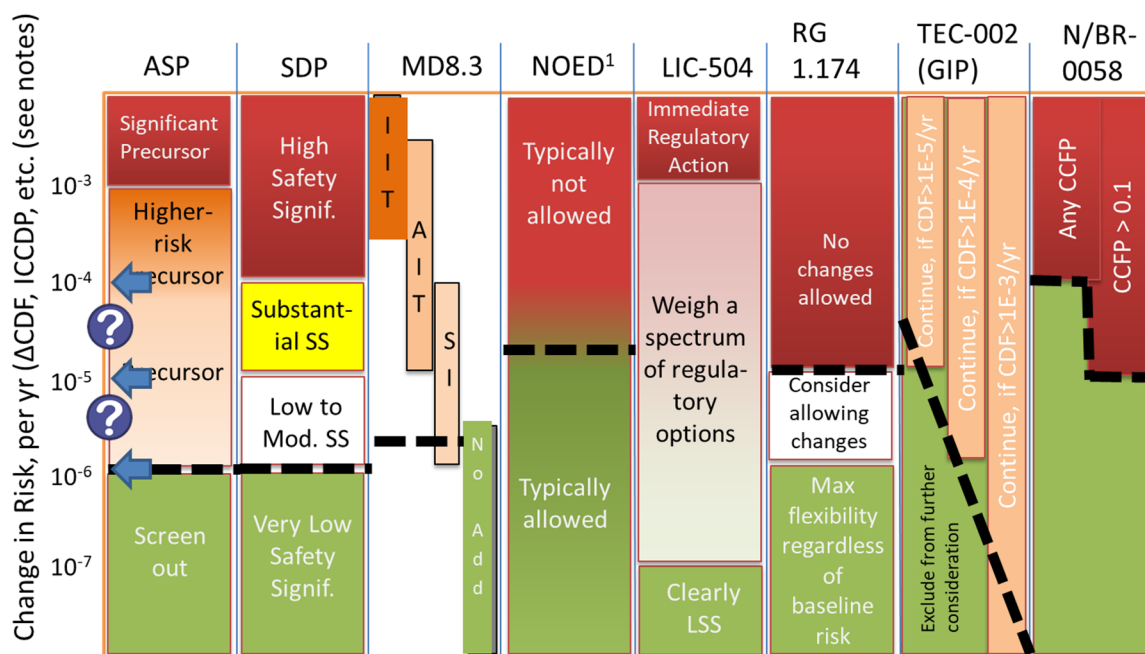 ASP
SDP
MD8.3
NOED1
LIC-504
RG
1.174
TEC-002
(GIP)
N/BR-
0058
Change in Risk, per yr (ΔCDF, ICCDP, etc. (see notes)
10-3
10-4
10-5
10-6
10-7
?
?
Significant
Precursor
Higher-
risk
Precursor
Precursor
Screen
out
High
Safety
Signif.
Substant-
ial SS
Low to
Mod. SS
Very Low
Safety
Signif.
IIT
AIT
SI
No Add
Typically
not
allowed
Typically
allowed
Immediate
Regulatory
Action
Weigh a
spectrum
of regula-
tory
options
Clearly
LSS
No
changes
allowed
Consider
allowing
changes
Max
flexibility
regardless
of
baseline
risk
Continue, if CDF>1E-5/yr
Continue, if CDF>1E-4/yr
Continue, if CDF>1E-3/yr
Exclude from further
consideration
Any CCFP
CCFP > 0.1